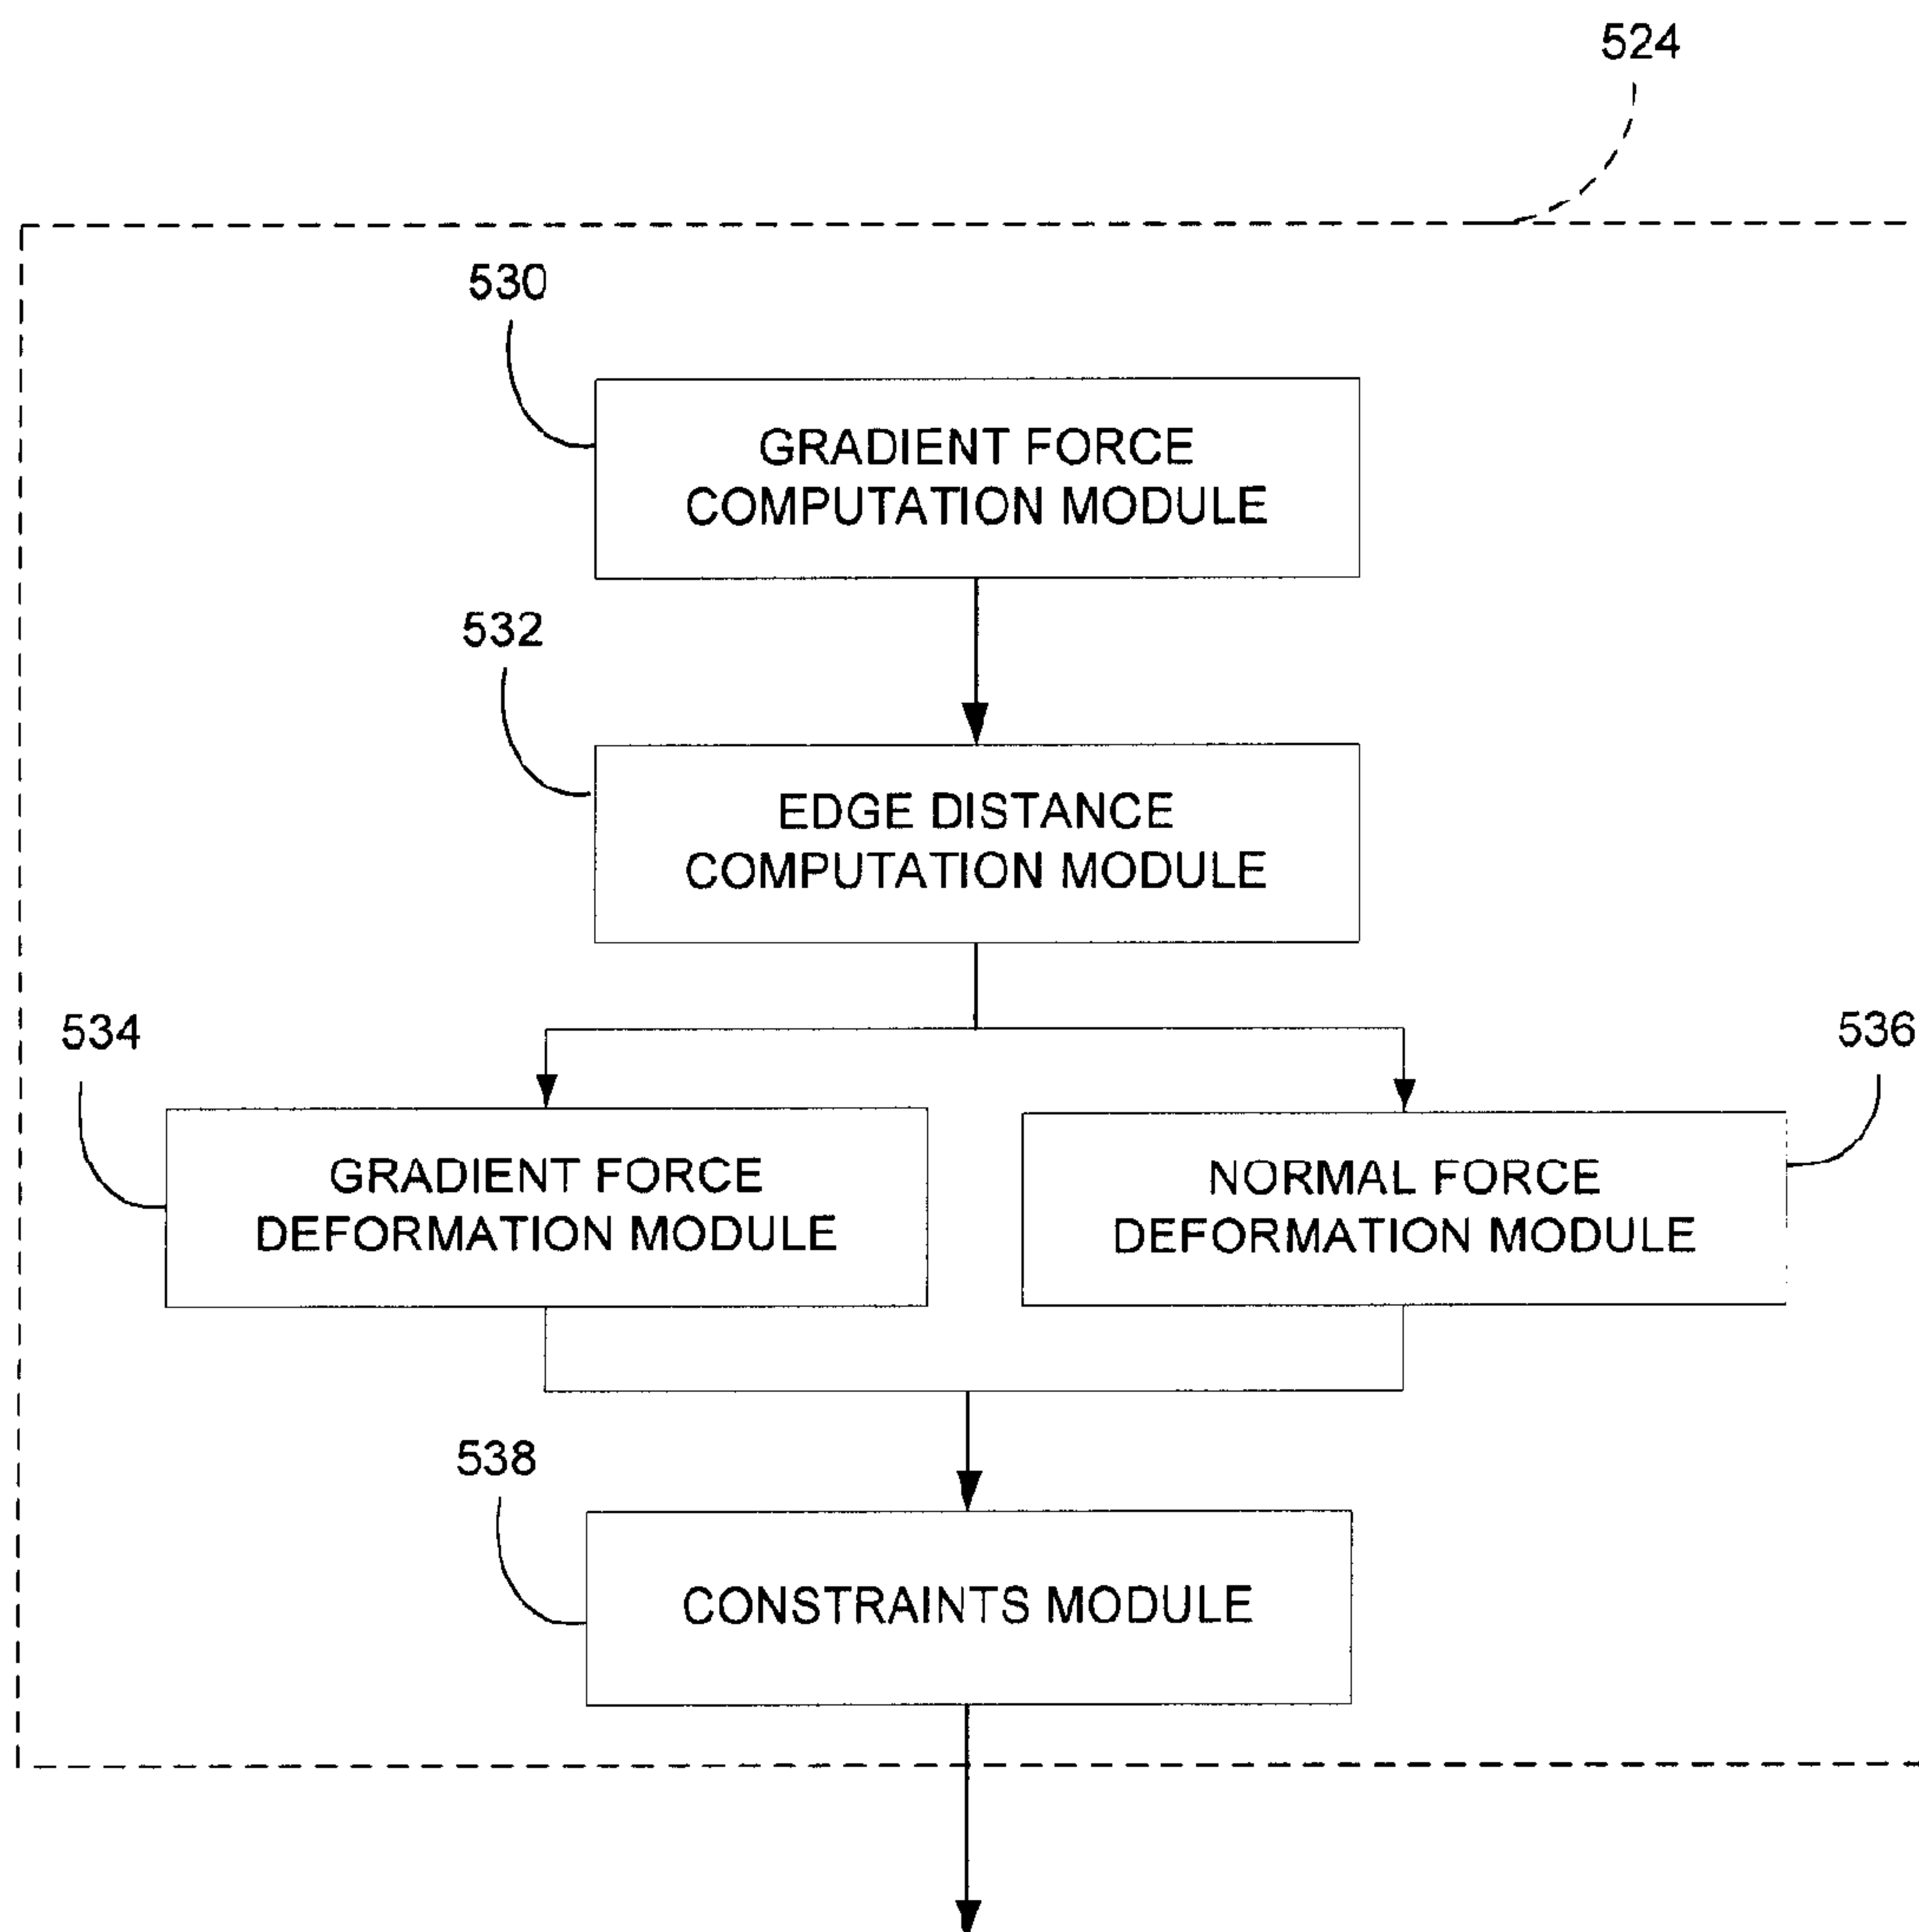 524
530
GRADIENT FORCE
COMPUTATION MODULE
532
EDGE DISTANCE
COMPUTATION MODULE
534
536
GRADIENT FORCE
DEFORMATION MODULE
NORMAL FORCE
DEFORMATION MODULE
538
CONSTRAINTS MODULE